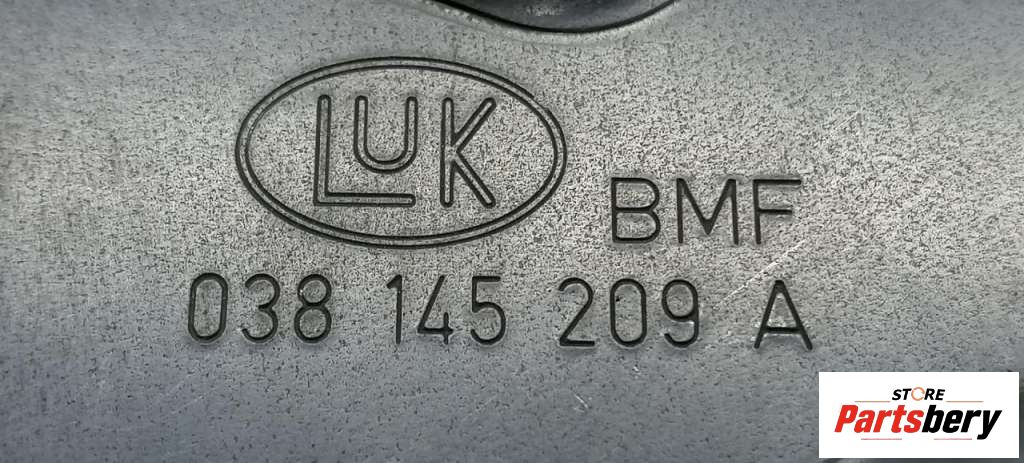 LUK
BMF
038 145 209 A
STORE
Partsbery